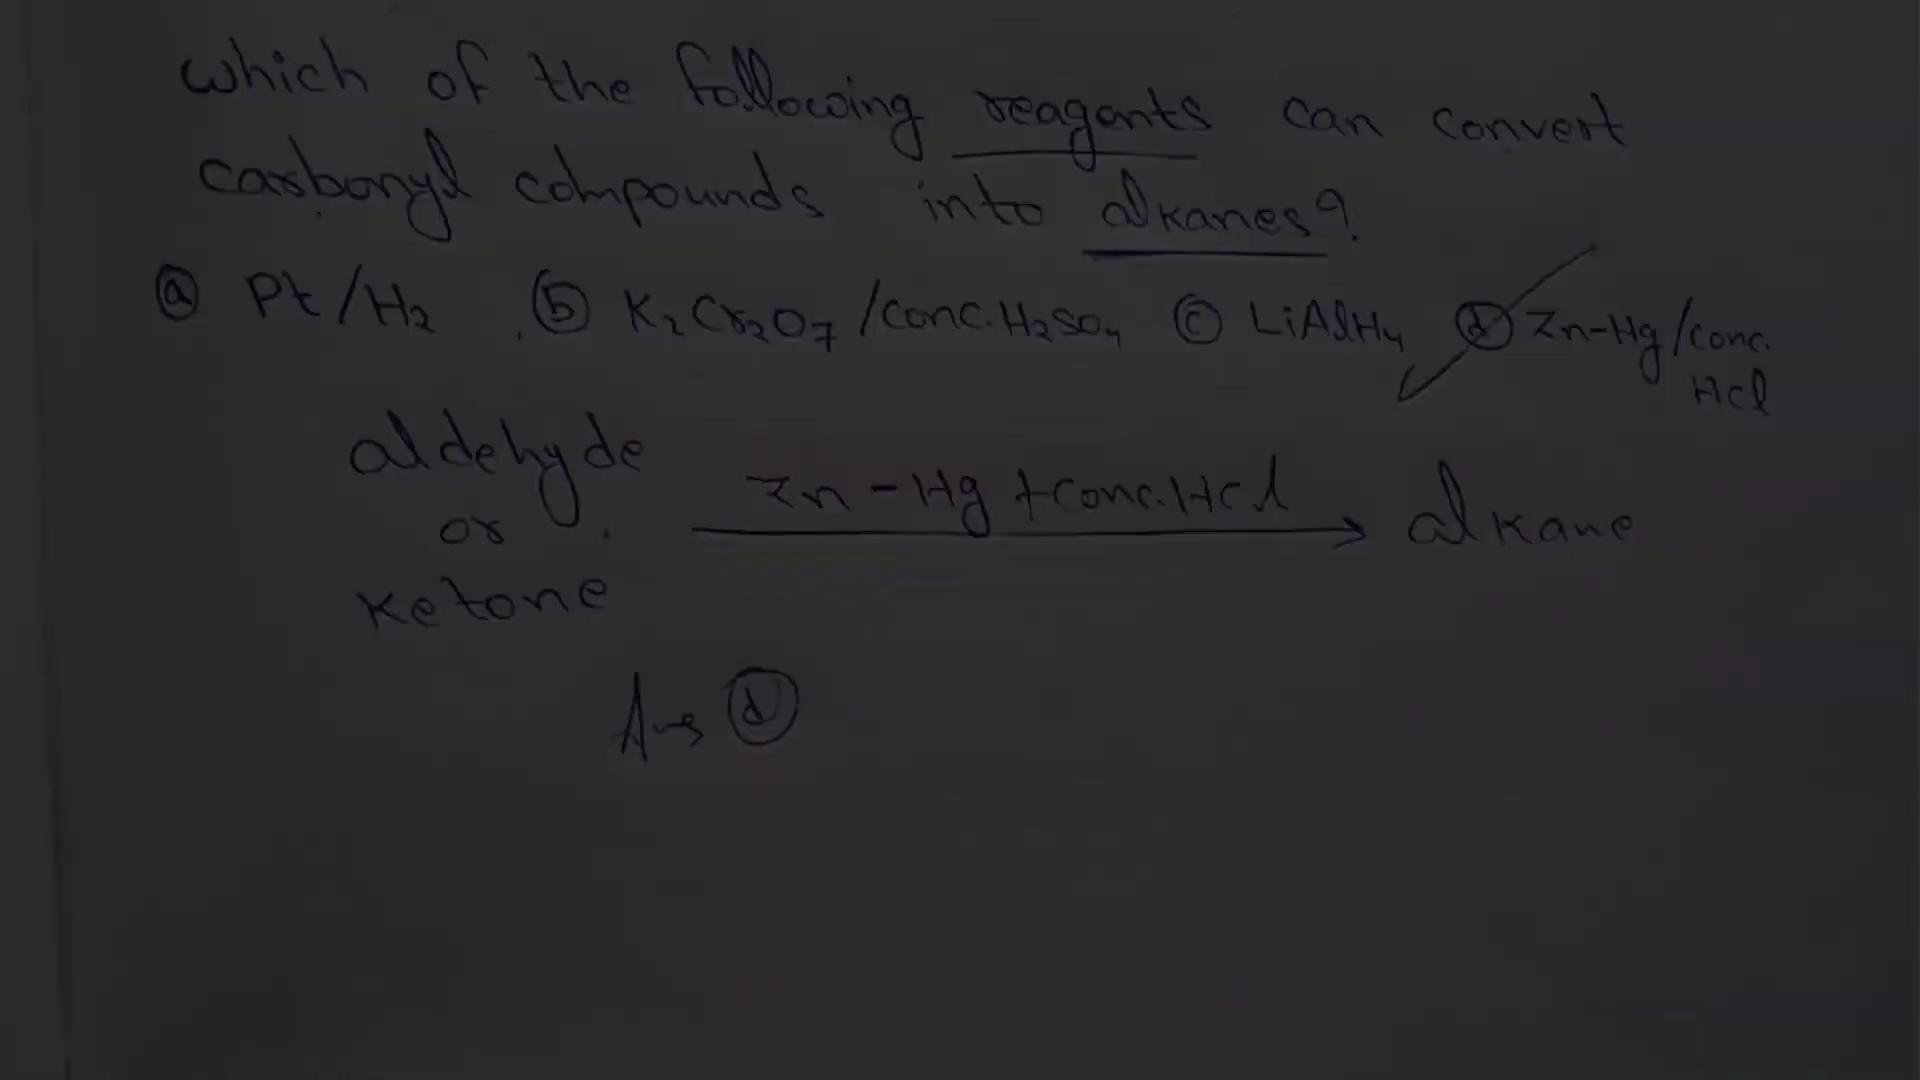 which of the following reagents can convert
carbonyl compounds into alkanes?
ⓐ Pt/H2 ⓑ K2Cr2O7/conc.H2SO4 ⓒ LiAlH4 ⓓ Zn-Hg/conc.
HCl
aldehyde
or
ketone
Zn-Hg+conc.HCl
alkane
Ans ⓓ